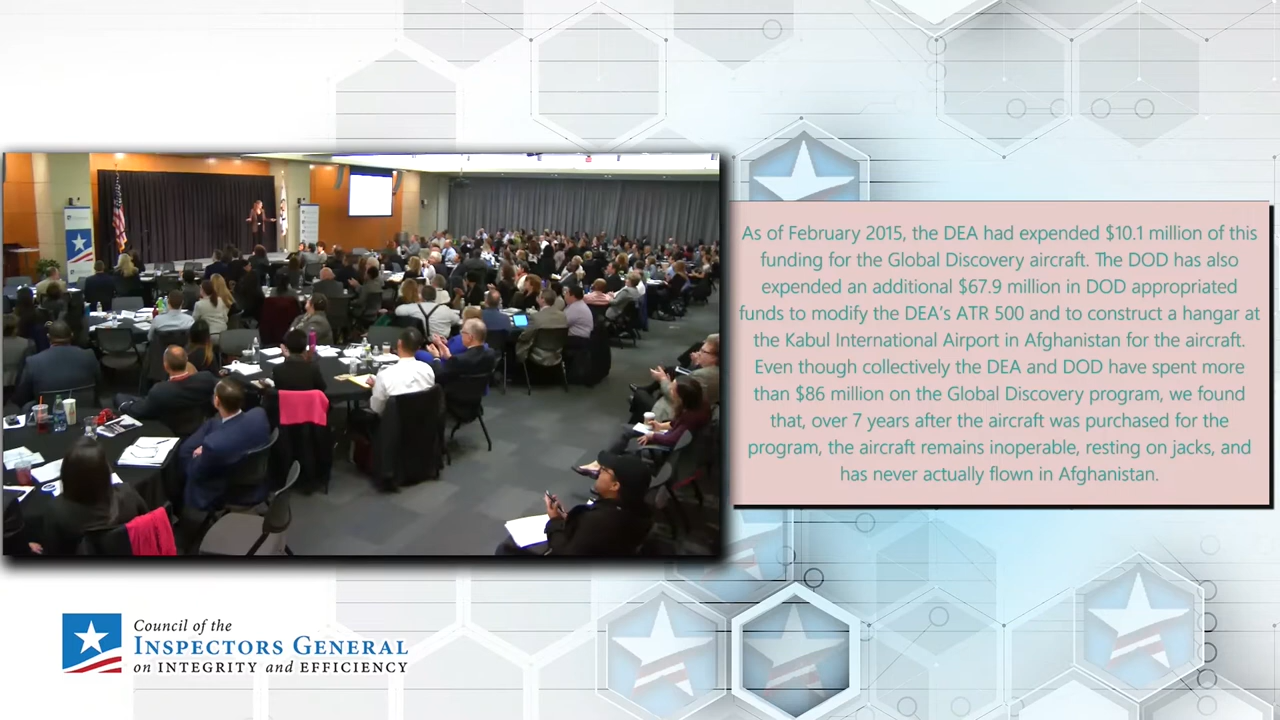 As of February 2015, the DEA had expended $10.1 million of this
funding for the Global Discovery aircraft. The DOD has also
expended an additional $67.9 million in DOD appropriated
funds to modify the DEA's ATR 500 and to construct a hangar at
the Kabul International Airport in Afghanistan for the aircraft.
Even though collectively the DEA and DOD have spent more
than $86 million on the Global Discovery program, we found
that, over 7 years after the aircraft was purchased for the
program, the aircraft remains inoperable, resting on jacks, and
has never actually flown in Afghanistan.
Council of the
INSPECTORS GENERAL
on INTEGRITY and EFFICIENCY